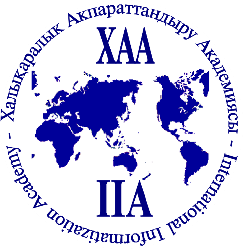 Халықаралық Ақпараттандыру Академиясы - International Informatization Academy -
ХАА
IIA